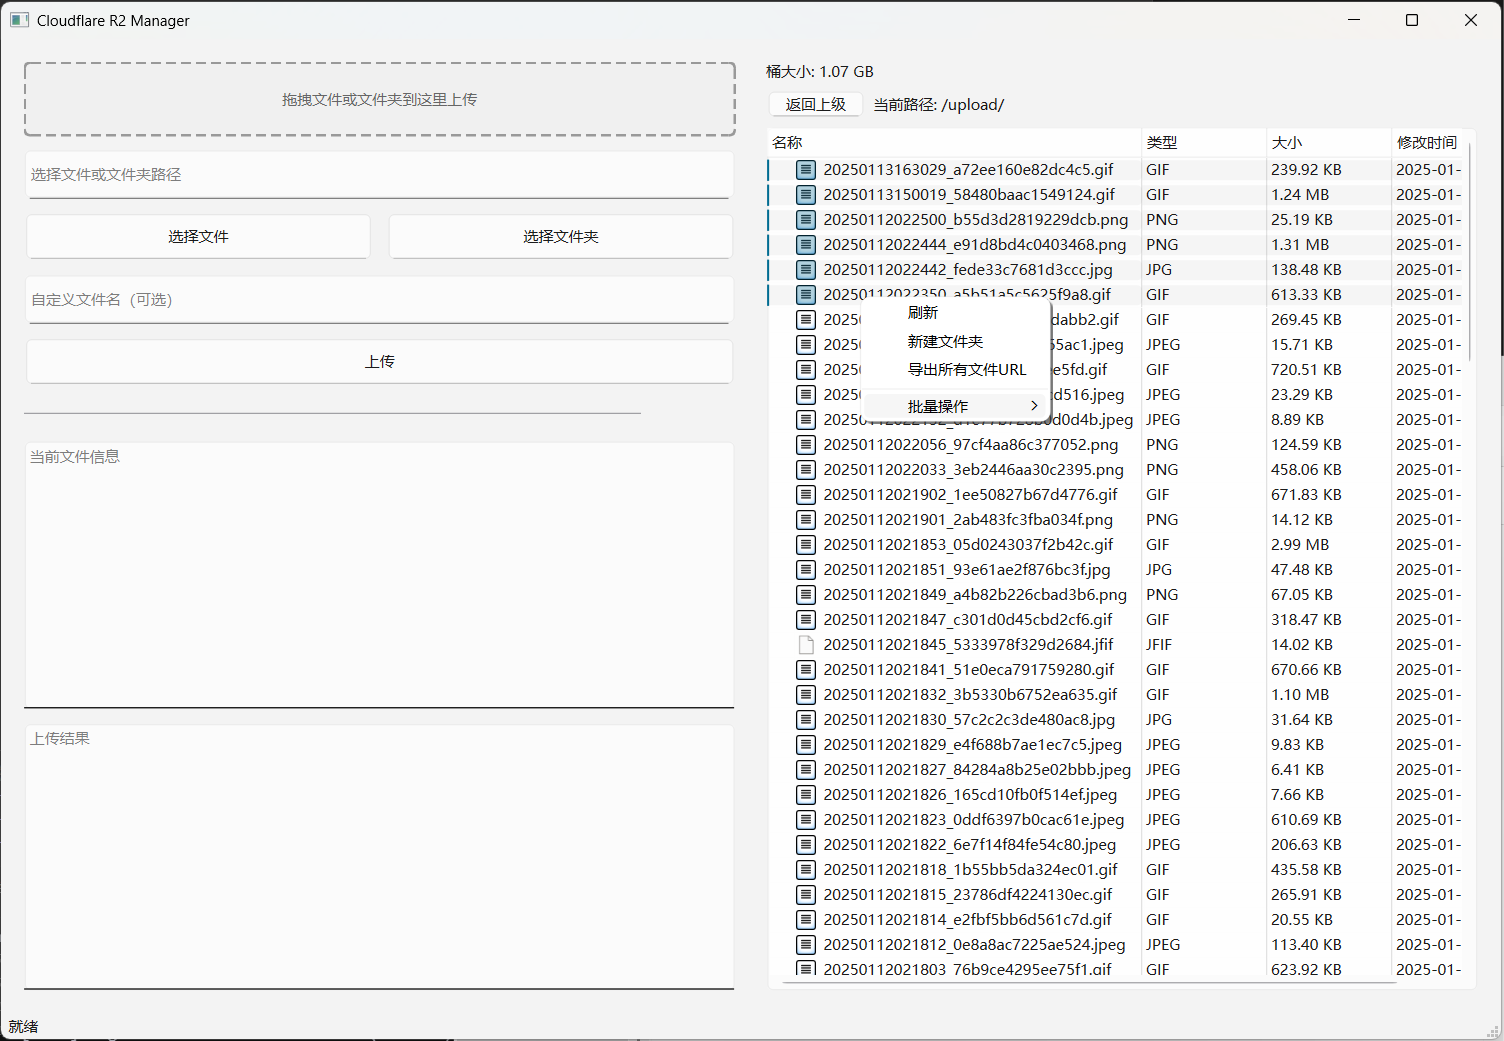 Cloudflare R2 Manager
拖拽文件或文件夹到这里上传
选择文件或文件夹路径
选择文件 选择文件夹
自定义文件名（可选）
上传
当前文件信息
上传结果
就绪
桶大小: 1.07 GB
返回上级 当前路径: /upload/
名称 类型 大小 修改时间
20250113163029_a72ee160e82dc4c5.gif GIF 239.92 KB 2025-01-
20250113150019_58480baac1549124.gif GIF 1.24 MB 2025-01-
20250112022500_b55d3d2819229dcb.png PNG 25.19 KB 2025-01-
20250112022444_e91d8bd4c0403468.png PNG 1.31 MB 2025-01-
20250112022442_fede33c7681d3ccc.jpg JPG 138.48 KB 2025-01-
20250112022350_a5b51a5c5625f9a8.gif GIF 613.33 KB 2025-01-
2025 dabb2.gif GIF 269.45 KB 2025-01-
2025 5ac1.jpeg JPEG 15.71 KB 2025-01-
2025 e5fd.gif GIF 720.51 KB 2025-01-
2025 d516.jpeg JPEG 23.29 KB 2025-01-
d0d4b.jpeg JPEG 8.89 KB 2025-01-
20250112022056_97cf4aa86c377052.png PNG 124.59 KB 2025-01-
20250112022033_3eb2446aa30c2395.png PNG 458.06 KB 2025-01-
20250112021902_1ee50827b67d4776.gif GIF 671.83 KB 2025-01-
20250112021901_2ab483fc3fba034f.png PNG 14.12 KB 2025-01-
20250112021853_05d0243037f2b42c.gif GIF 2.99 MB 2025-01-
20250112021851_93e61ae2f876bc3f.jpg JPG 47.48 KB 2025-01-
20250112021849_a4b82b226cbad3b6.png PNG 67.05 KB 2025-01-
20250112021847_c301d0d45cbd2cf6.gif GIF 318.47 KB 2025-01-
20250112021845_5333978f329d2684.jfif JFIF 14.02 KB 2025-01-
20250112021841_51e0eca791759280.gif GIF 670.66 KB 2025-01-
20250112021832_3b5330b6752ea635.gif GIF 1.10 MB 2025-01-
20250112021830_57c2c2c3de480ac8.jpg JPG 31.64 KB 2025-01-
20250112021829_e4f688b7ae1ec7c5.jpeg JPEG 9.83 KB 2025-01-
20250112021827_84284a8b25e02bbb.jpeg JPEG 6.41 KB 2025-01-
20250112021826_165cd10fb0f514ef.jpeg JPEG 7.66 KB 2025-01-
20250112021823_0ddf6397b0cac61e.jpeg JPEG 610.69 KB 2025-01-
20250112021822_6e7f14f84fe54c80.jpeg JPEG 206.63 KB 2025-01-
20250112021818_1b55bb5da324ec01.gif GIF 435.58 KB 2025-01-
20250112021815_23786df4224130ec.gif GIF 265.91 KB 2025-01-
20250112021814_e2fbf5bb6d561c7d.gif GIF 20.55 KB 2025-01-
20250112021812_0e8a8ac7225ae524.jpeg JPEG 113.40 KB 2025-01-
20250112021803_76b9ce4295ee75f1.gif GIF 623.92 KB 2025-01-
刷新
新建文件夹
导出所有文件URL
批量操作